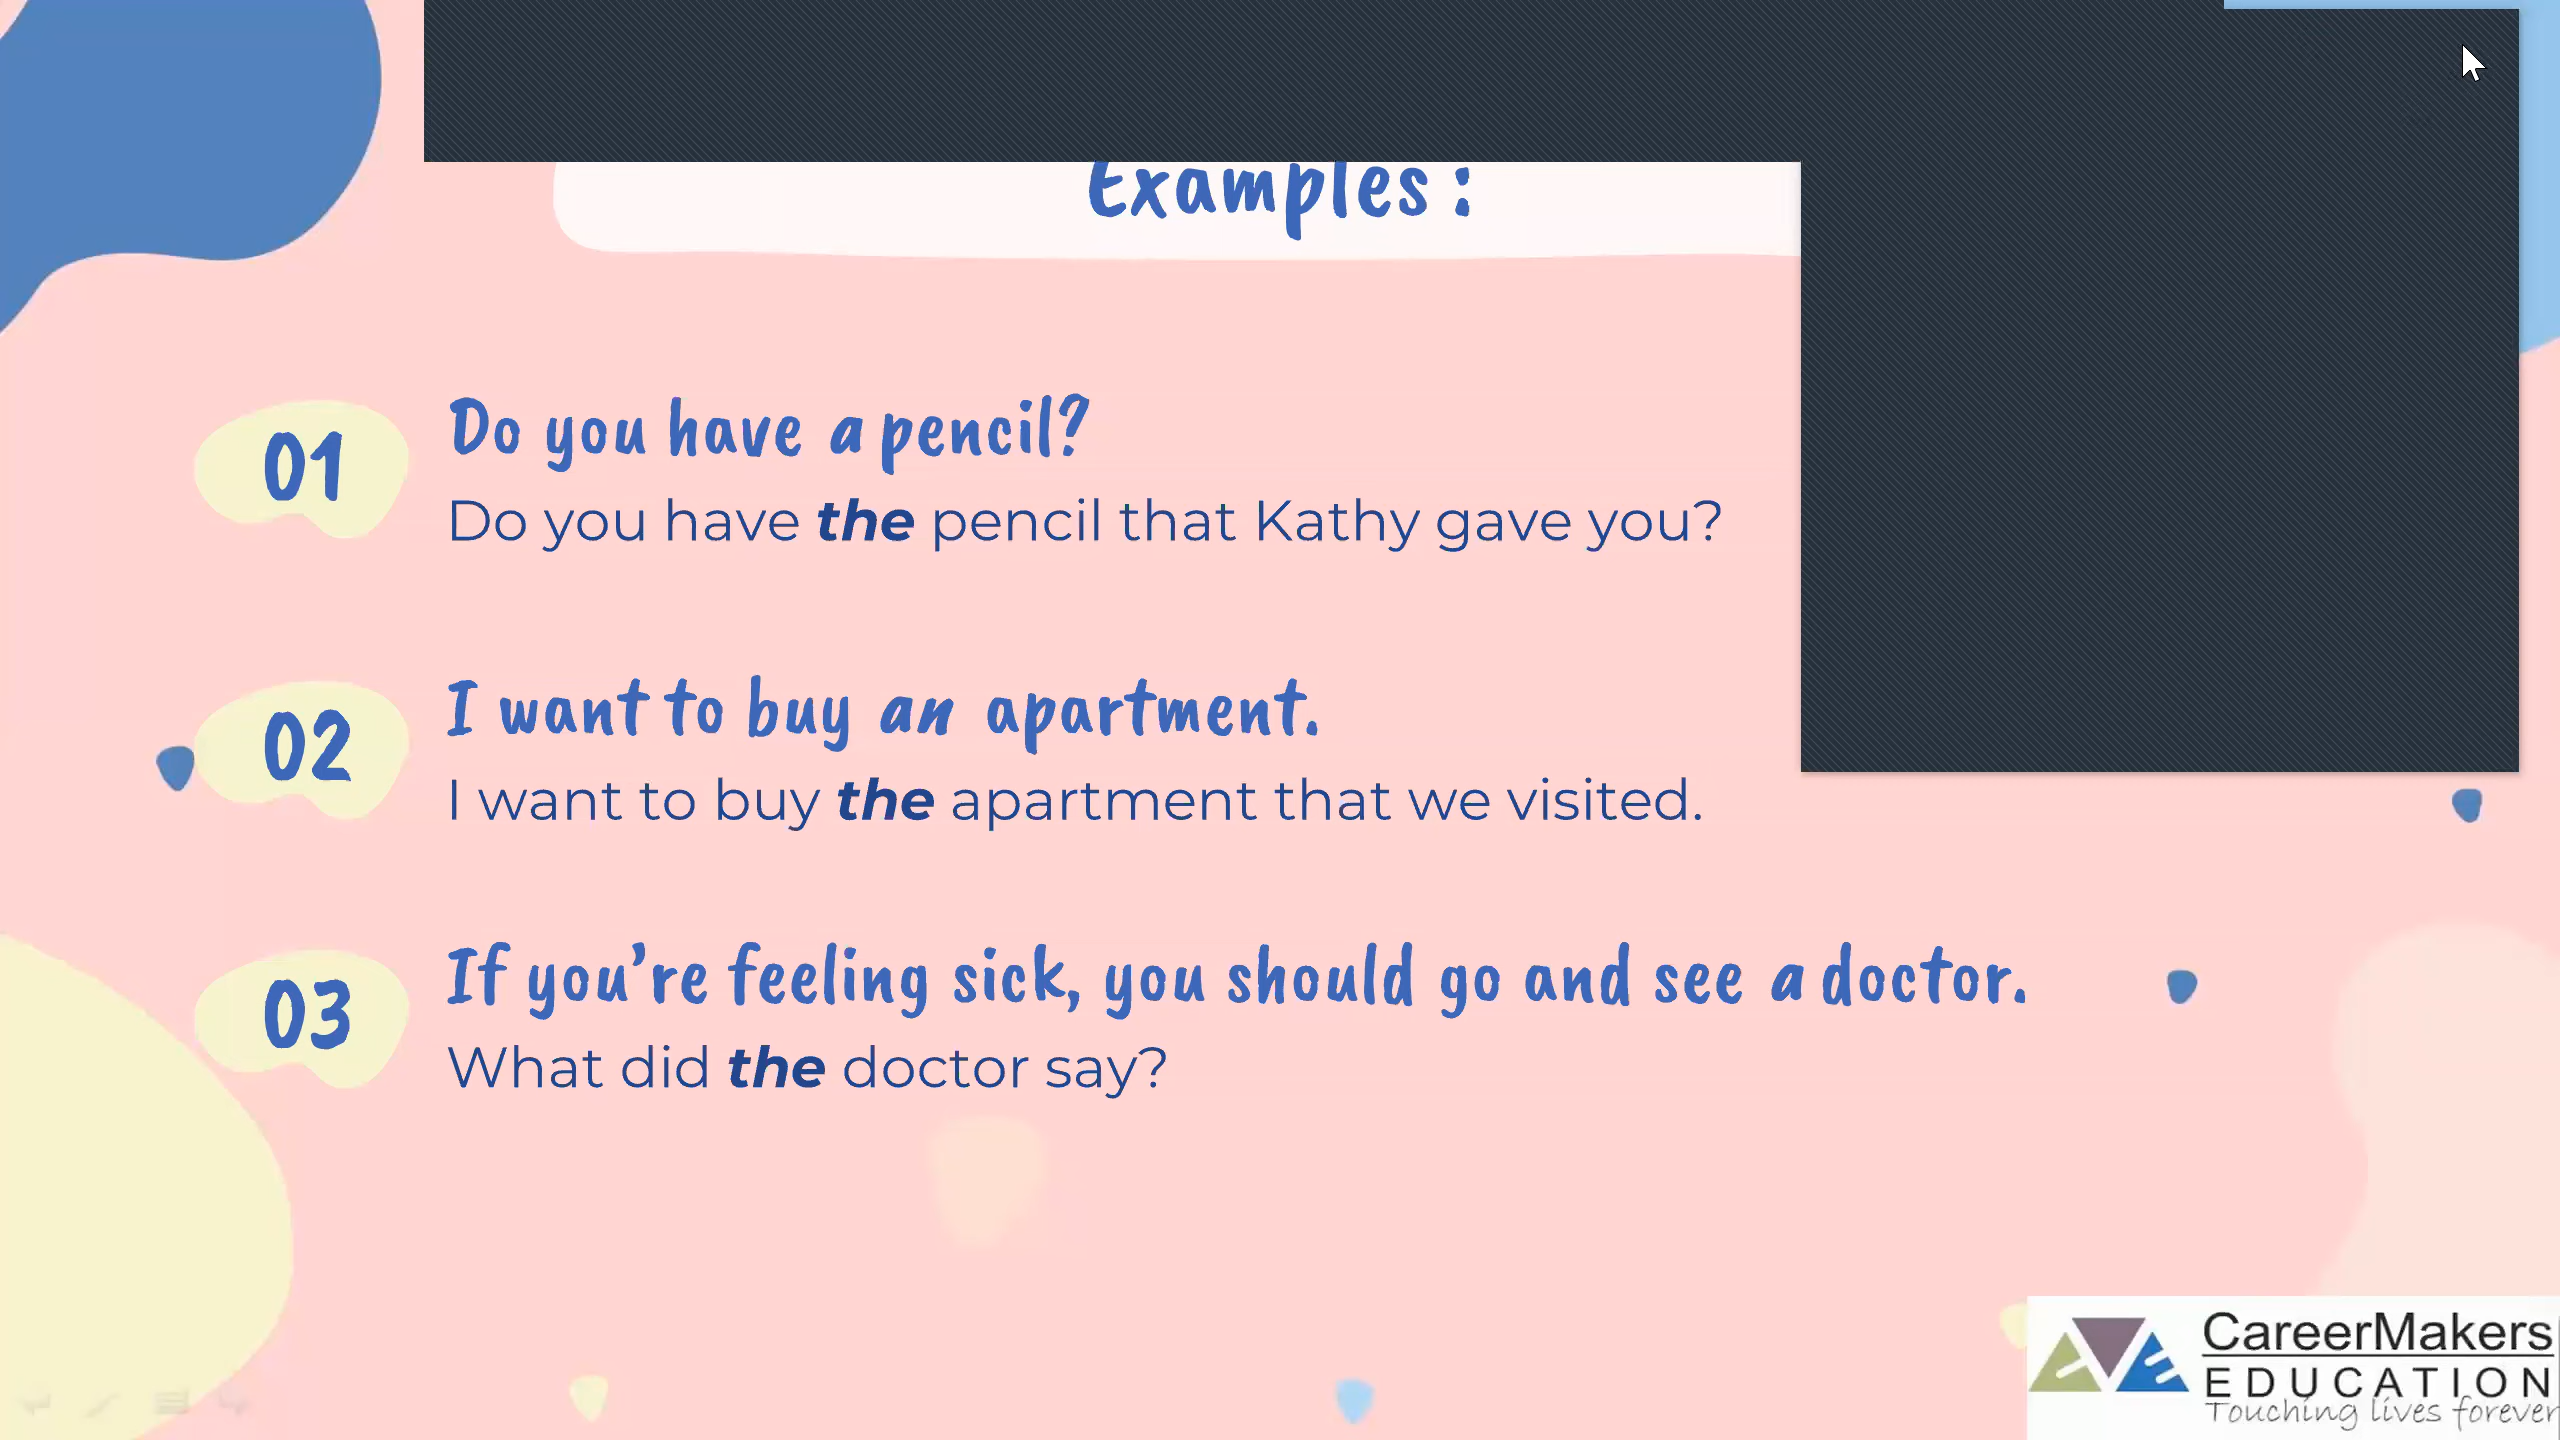 Examples :
01
Do you have a pencil?
Do you have the pencil that Kathy gave you?
02
I want to buy an apartment.
I want to buy the apartment that we visited.
03
If you’re feeling sick, you should go and see a doctor.
What did the doctor say?
CareerMakers
EDUCATION
Touching lives forever